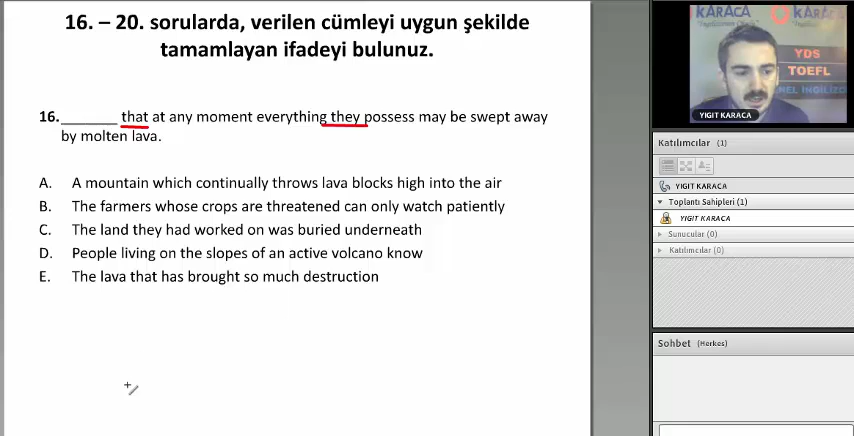 16. – 20. sorularda, verilen cümleyi uygun şekilde
tamamlayan ifadeyi bulunuz.
16.______ that at any moment everything they possess may be swept away
by molten lava.
A. A mountain which continually throws lava blocks high into the air
B. The farmers whose crops are threatened can only watch patiently
C. The land they had worked on was buried underneath
D. People living on the slopes of an active volcano know
E. The lava that has brought so much destruction
KARACA
YDS
TOEFL
YIGIT KARACA
Katılımcılar (1)
YIGIT KARACA
Toplantı Sahipleri (1)
YIGIT KARACA
Sunucular (0)
Katılımcılar (0)
Sohbet (Herkes)